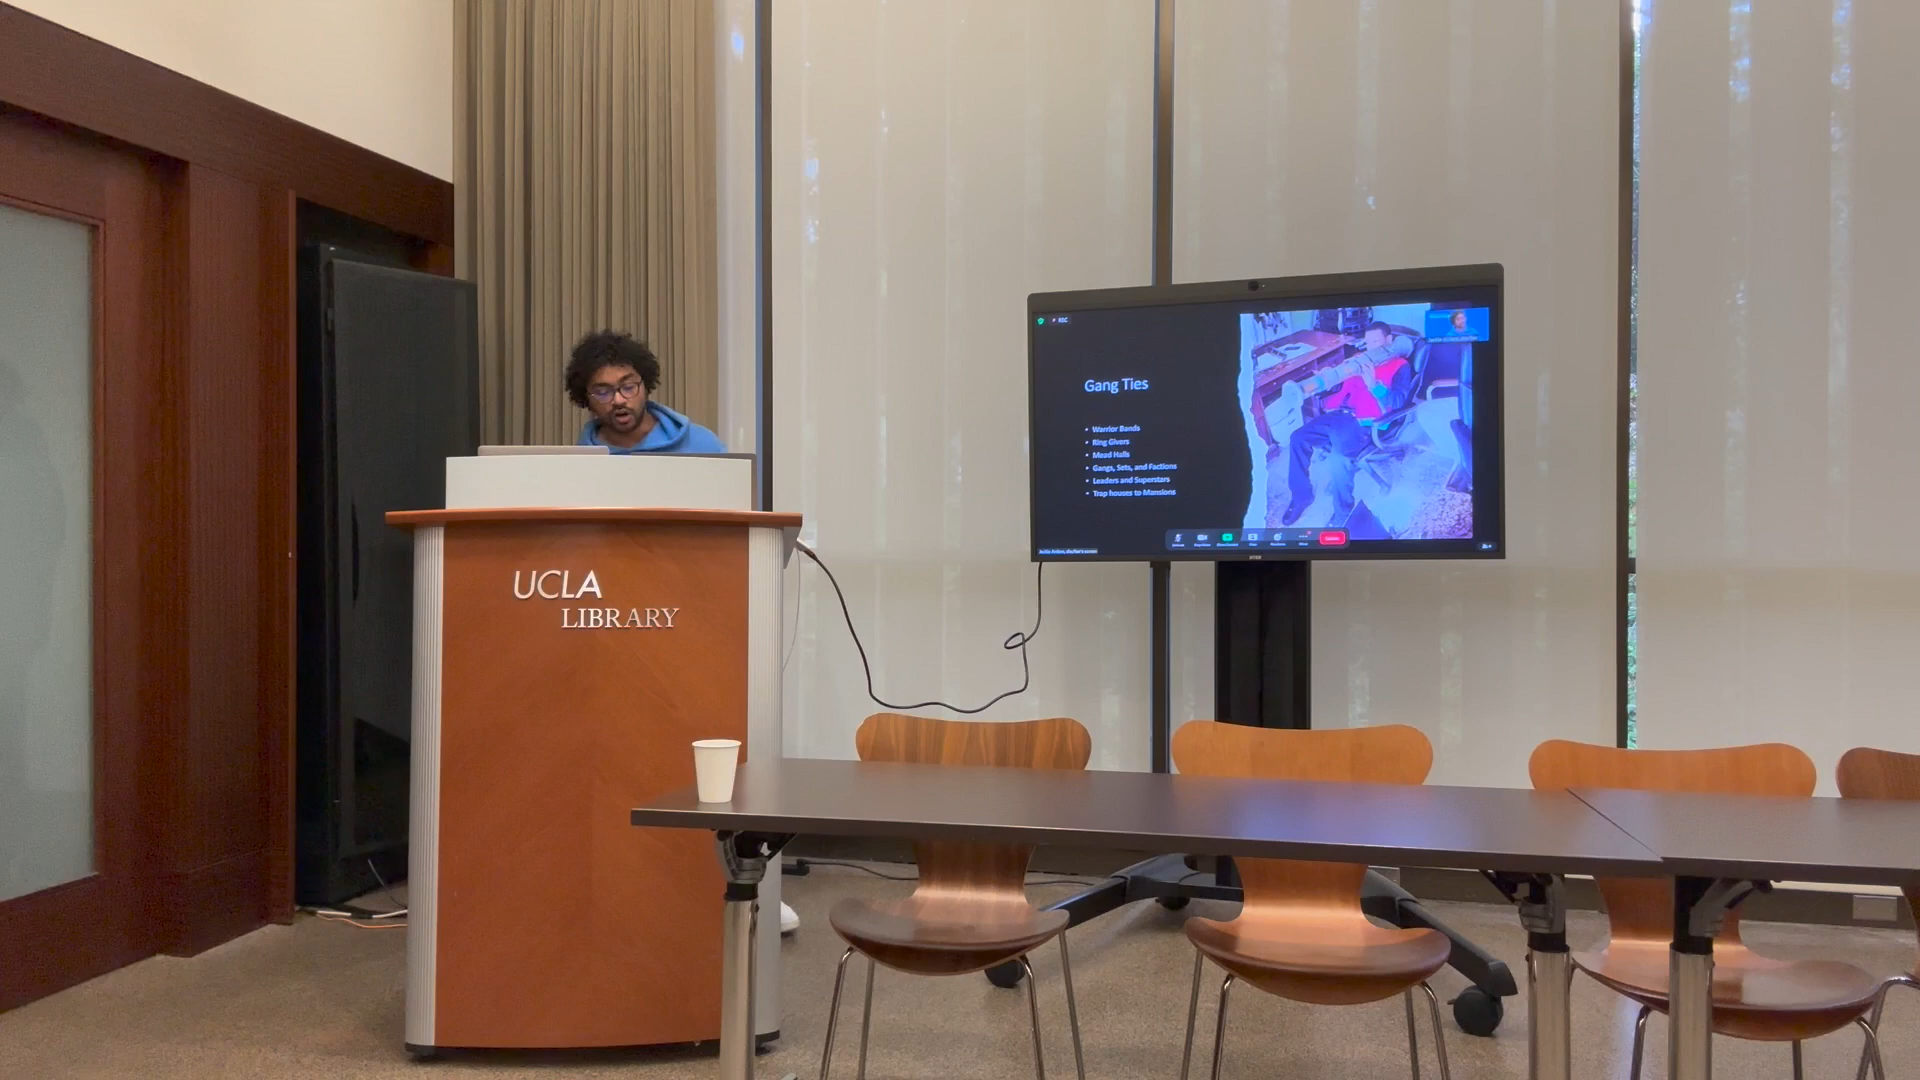 REC
Gang Ties
• Warrior Bands
• Ring Givers
• Mead Halls
• Gangs, Sets, and Factions
• Leaders and Superstars
• Trap houses to Mansions
UCLA
LIBRARY